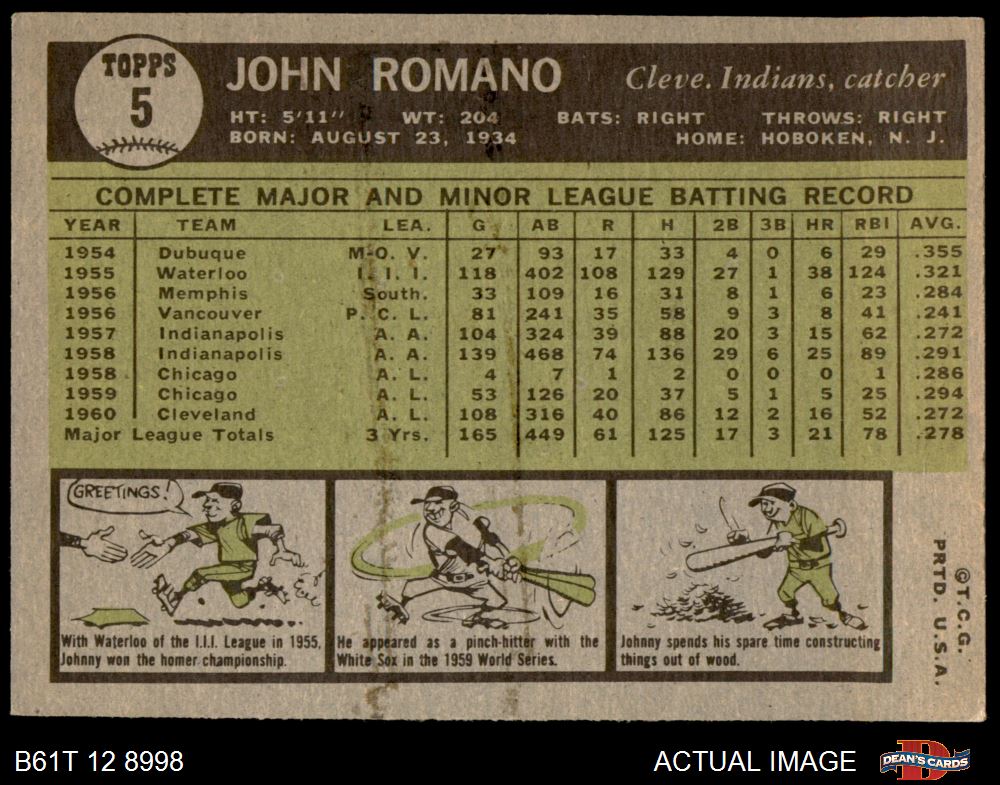 TOPPS
5
JOHN ROMANO Cleve. Indians, catcher
HT: 5'11" WT: 204 BATS: RIGHT THROWS: RIGHT
BORN: AUGUST 23, 1934 HOME: HOBOKEN, N. J.
COMPLETE MAJOR AND MINOR LEAGUE BATTING RECORD
YEAR TEAM LEA. G AB R H 2B 3B HR RBI AVG.
1954 Dubuque M-O. V. 27 93 17 33 4 0 6 29 .355
1955 Waterloo I. I. I. 118 402 108 129 27 1 38 124 .321
1956 Memphis South. 33 109 16 31 8 1 6 23 .284
1956 Vancouver P. C. L. 81 241 35 58 9 3 8 41 .241
1957 Indianapolis A. A. 104 324 39 88 20 3 15 62 .272
1958 Indianapolis A. A. 139 468 74 136 29 6 25 89 .291
1958 Chicago A. L. 4 7 1 2 0 0 0 1 .286
1959 Chicago A. L. 53 126 20 37 5 1 5 25 .294
1960 Cleveland A. L. 108 316 40 86 12 2 16 52 .272
Major League Totals 3 Yrs. 165 449 61 125 17 3 21 78 .278
GREETINGS!
With Waterloo of the I.I.I. League in 1955,
Johnny won the homer championship.
He appeared as a pinch-hitter with the
White Sox in the 1959 World Series.
Johnny spends his spare time constructing
things out of wood.
©T.C.G.
PRTD. U.S.A.
B61T 12 8998 ACTUAL IMAGE
DEAN'S CARDS